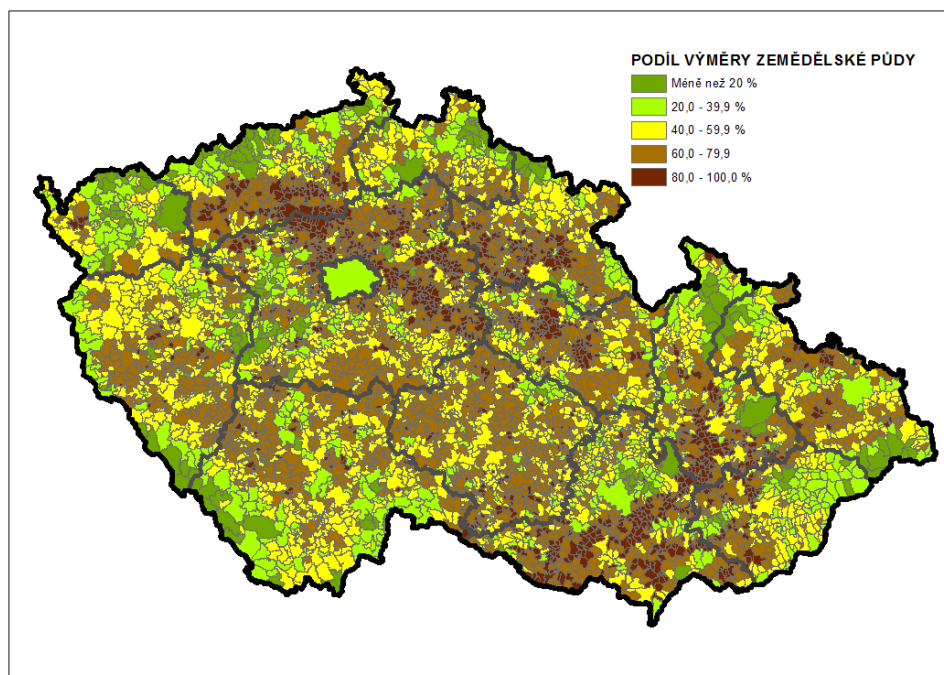 PODÍL VÝMĚRY ZEMĚDĚLSKÉ PŮDY
Méně než 20 %
20,0 - 39,9 %
40,0 - 59,9 %
60,0 - 79,9
80,0 - 100,0 %